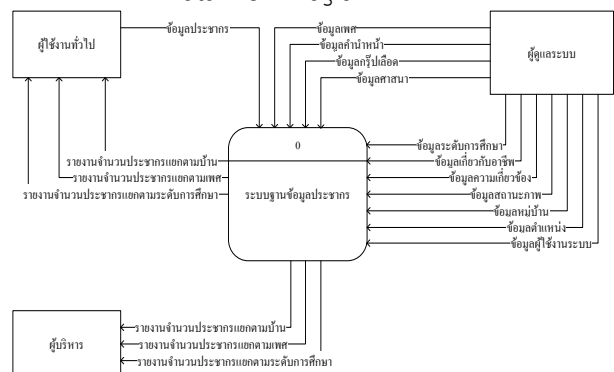 ผู้ใช้งานทั่วไป
ข้อมูลประชากร
ข้อมูลเพศ
ข้อมูลคำนำหน้า
ข้อมูลกรุ๊ปเลือด
ข้อมูลศาสนา
ผู้ดูแลระบบ
0
ระบบฐานข้อมูลประชากร
รายงานจำนวนประชากรแยกตามบ้าน
รายงานจำนวนประชากรแยกตามเพศ
รายงานจำนวนประชากรแยกตามระดับการศึกษา
ข้อมูลระดับการศึกษา
ข้อมูลเกี่ยวกับอาชีพ
ข้อมูลความเกี่ยวข้อง
ข้อมูลสถานะภาพ
ข้อมูลหมู่บ้าน
ข้อมูลตำแหน่ง
ข้อมูลผู้ใช้งานระบบ
ผู้บริหาร
รายงานจำนวนประชากรแยกตามบ้าน
รายงานจำนวนประชากรแยกตามเพศ
รายงานจำนวนประชากรแยกตามระดับการศึกษา